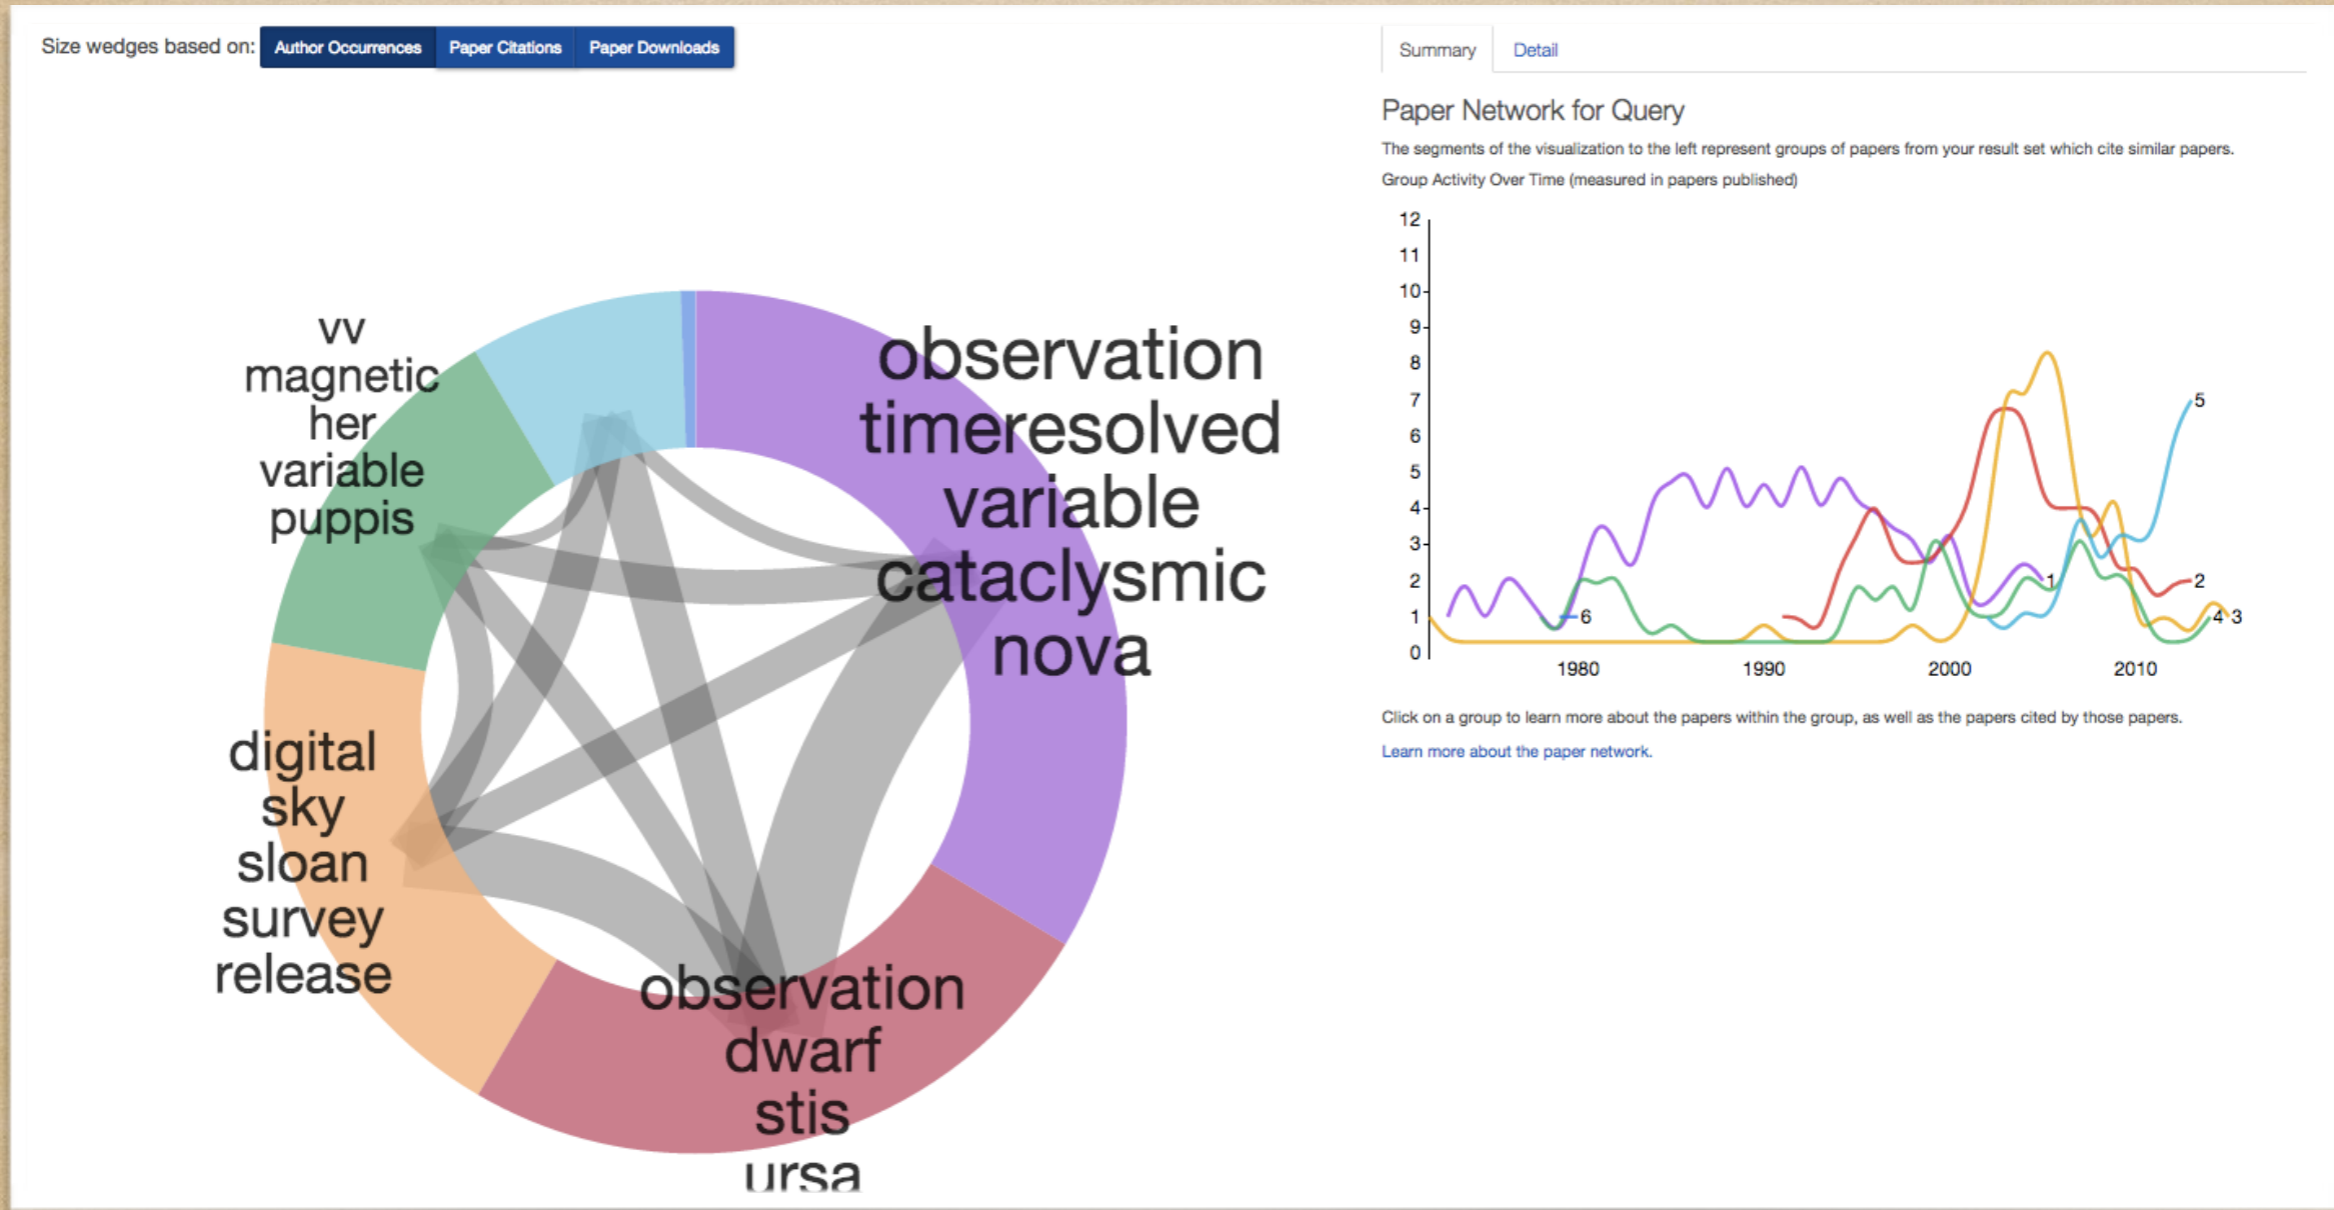 Size wedges based on: Author Occurrences Paper Citations Paper Downloads
vv
magnetic
her
variable
puppis
observation
timeresolved
variable
cataclysmic
nova
digital
sky
sloan
survey
release
observation
dwarf
stis
ursa
Summary Detail
Paper Network for Query
The segments of the visualization to the left represent groups of papers from your result set which cite similar papers.
Group Activity Over Time (measured in papers published)
12
11
10
9
8
7
6
5
4
3
2
1
0
1980 1990 2000 2010
5
1
2
6
4 3
Click on a group to learn more about the papers within the group, as well as the papers cited by those papers.
Learn more about the paper network.